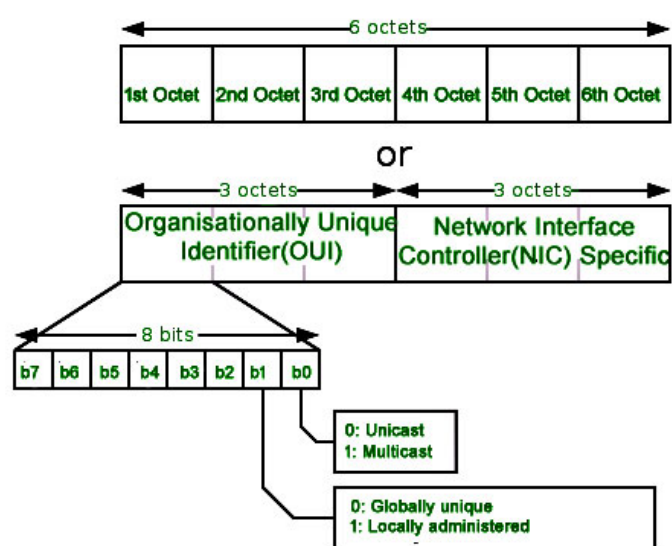 6 octets
1st Octet 2nd Octet 3rd Octet 4th Octet 5th Octet 6th Octet
or
3 octets 3 octets
Organisationally Unique
Identifier(OUI)
Network Interface
Controller(NIC) Specific
8 bits
b7 b6 b5 b4 b3 b2 b1 b0
0: Unicast
1: Multicast
0: Globally unique
1: Locally administered